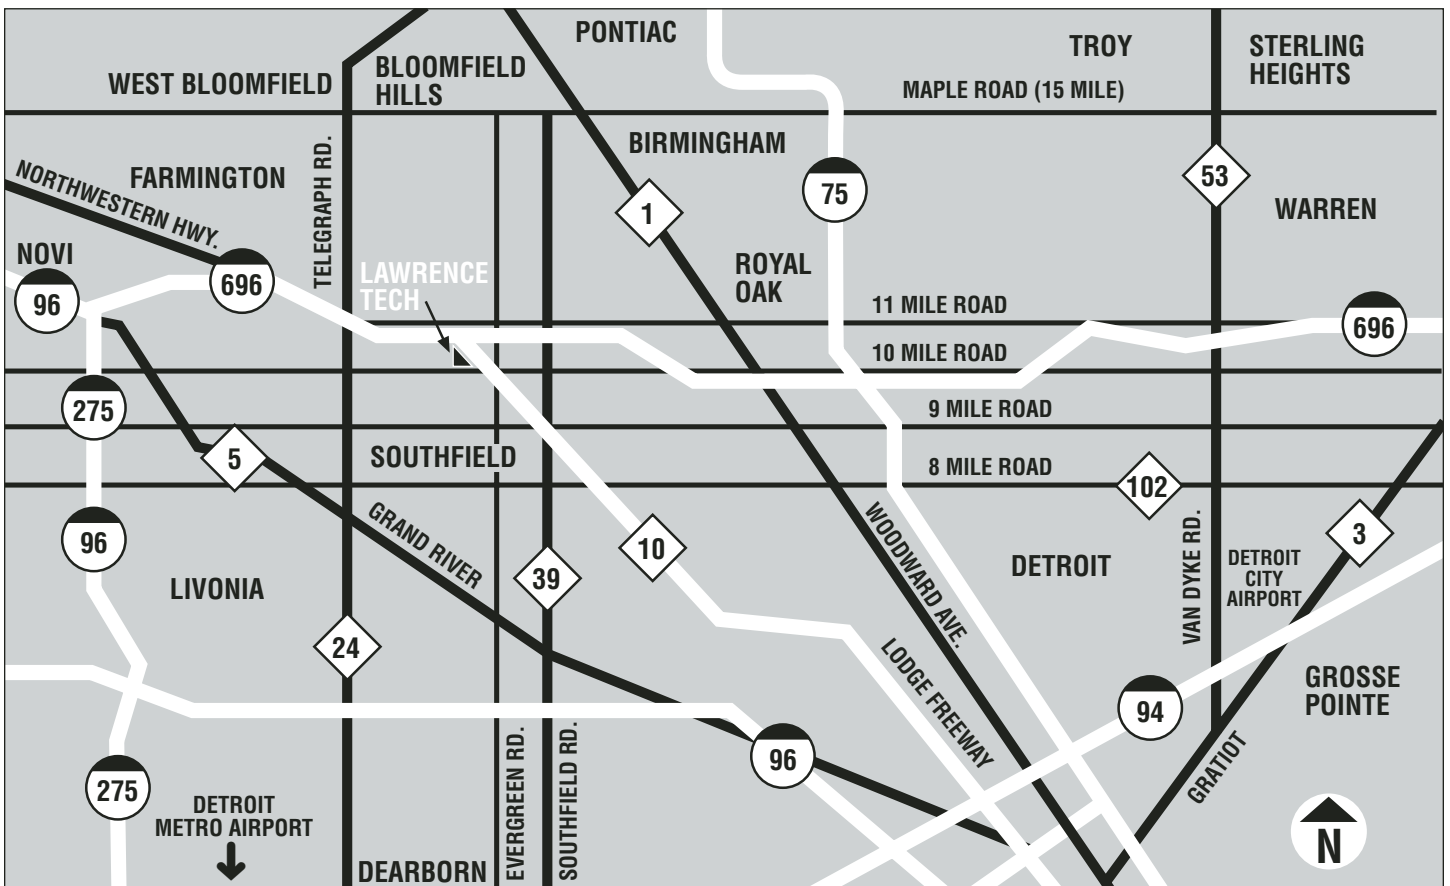 PONTIAC
TROY
STERLING
HEIGHTS
WEST BLOOMFIELD
BLOOMFIELD
HILLS
MAPLE ROAD (15 MILE)
BIRMINGHAM
FARMINGTON
NORTHWESTERN HWY.
TELEGRAPH RD.
1
75
53
WARREN
NOVI
96
696
LAWRENCE
TECH
ROYAL
OAK
11 MILE ROAD
696
10 MILE ROAD
275
9 MILE ROAD
5
SOUTHFIELD
8 MILE ROAD
102
96
GRAND RIVER
10
39
WOODWARD AVE.
DETROIT
VAN DYKE RD.
DETROIT
CITY
AIRPORT
3
LIVONIA
24
LODGE FREEWAY
94
GROSSE
POINTE
96
275
GRATIOT
DETROIT
METRO AIRPORT
EVERGREEN RD.
SOUTHFIELD RD.
DEARBORN
N